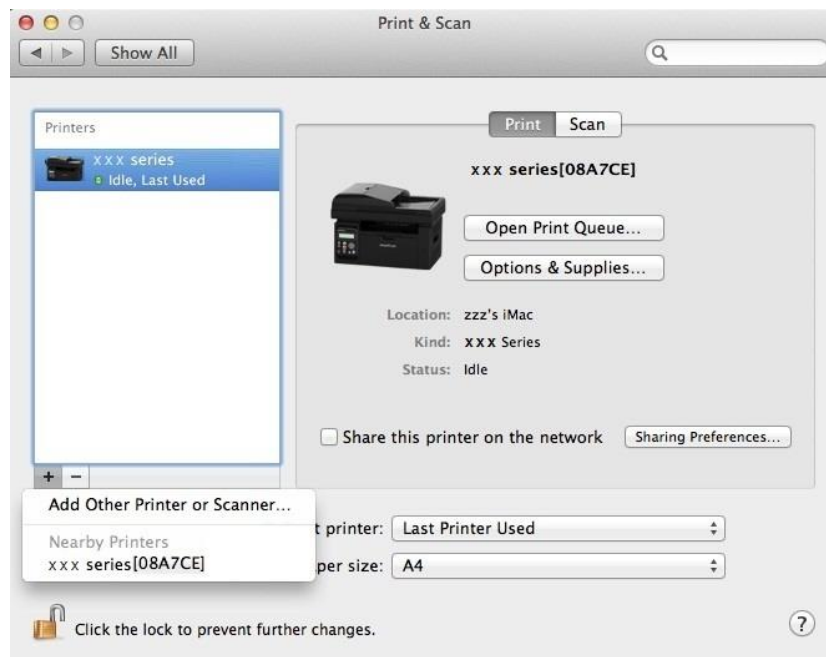 Print & Scan
Show All
Printers
Print Scan
xxx series
Idle, Last Used
xxx series[08A7CE]
Open Print Queue...
Options & Supplies...
Location: zzz's iMac
Kind: xxx Series
Status: Idle
Share this printer on the network Sharing Preferences...
+ −
Add Other Printer or Scanner...
Nearby Printers
xxx series[08A7CE]
t printer: Last Printer Used
per size: A4
Click the lock to prevent further changes.
?